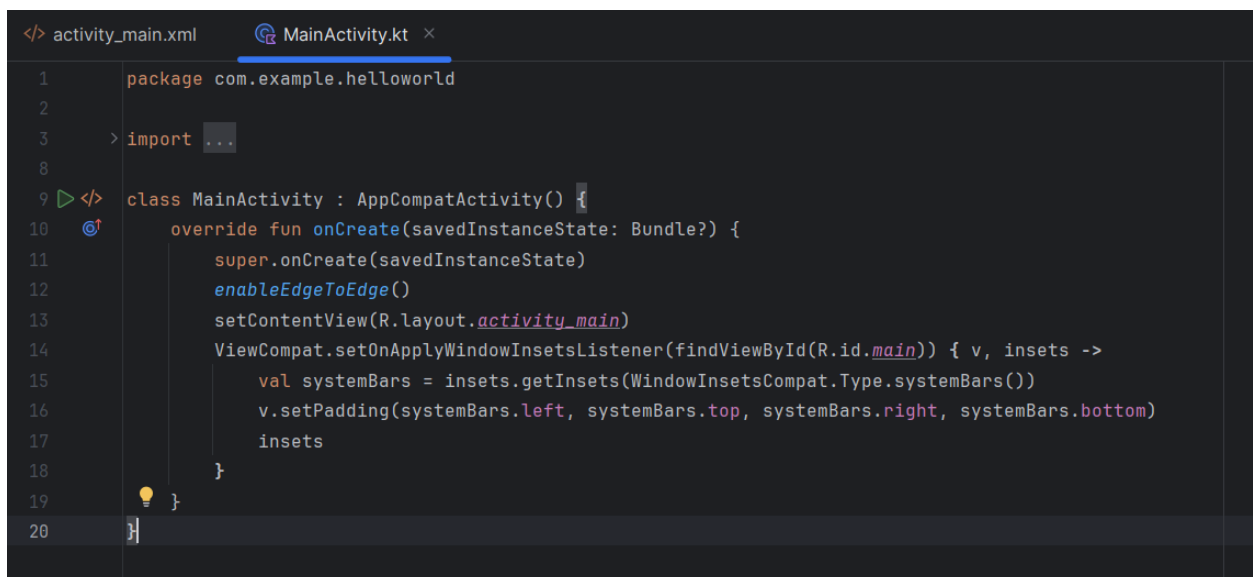 </> activity_main.xml MainActivity.kt ×
1 package com.example.helloworld
2
3 > import ...
8
9 </> class MainActivity : AppCompatActivity() {
10     override fun onCreate(savedInstanceState: Bundle?) {
11         super.onCreate(savedInstanceState)
12         enableEdgeToEdge()
13         setContentView(R.layout.activity_main)
14         ViewCompat.setOnApplyWindowInsetsListener(findViewById(R.id.main)) { v, insets ->
15             val systemBars = insets.getInsets(WindowInsetsCompat.Type.systemBars())
16             v.setPadding(systemBars.left, systemBars.top, systemBars.right, systemBars.bottom)
17             insets
18         }
19     }
20 }